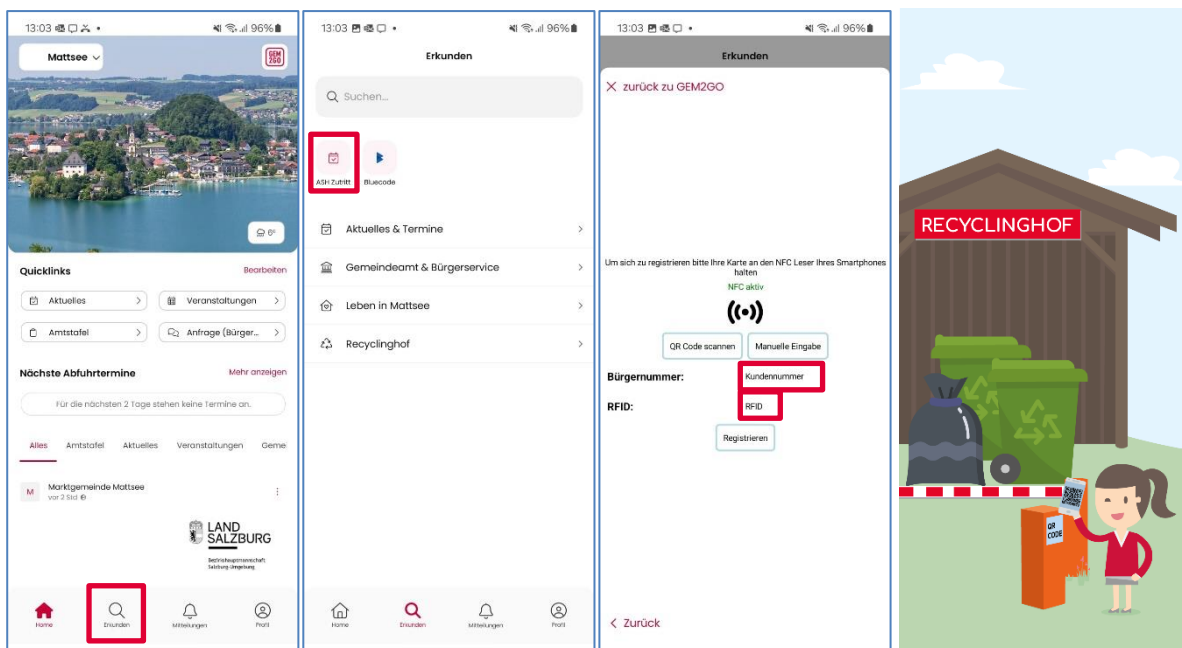 13:03
96%
Mattsee
GEM
2GO
6°
Quicklinks
Bearbeiten
Aktuelles
Veranstaltungen
Amtstafel
Anfrage (Bürger...
Nächste Abfuhrtermine
Mehr anzeigen
Für die nächsten 2 Tage stehen keine Termine an.
Alles Amtstafel Aktuelles Veranstaltungen Geme
M
Marktgemeinde Mattsee
vor 2 Std
LAND
SALZBURG
Bezirkshauptmannschaft
Salzburg-Umgebung
Home Erkunden Mitteilungen Profil
13:03
96%
Erkunden
Suchen...
ASH Zutritt Bluecode
Aktuelles & Termine
Gemeindeamt & Bürgerservice
Leben in Mattsee
Recyclinghof
Home Erkunden Mitteilungen Profil
13:03
96%
Erkunden
zurück zu GEM2GO
Um sich zu registrieren bitte Ihre Karte an den NFC Leser Ihres Smartphones
halten
NFC aktiv
QR Code scannen Manuelle Eingabe
Bürgernummer: Kundennummer
RFID: RFID
Registrieren
Zurück
RECYCLINGHOF
QR
CODE